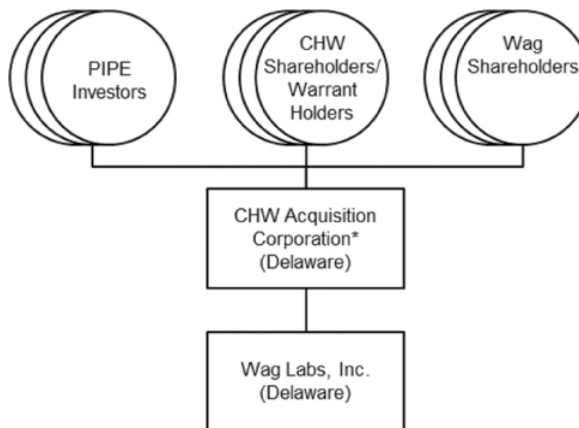 PIPE
Investors
CHW
Shareholders/
Warrant
Holders
Wag
Shareholders
CHW Acquisition
Corporation*
(Delaware)
Wag Labs, Inc.
(Delaware)